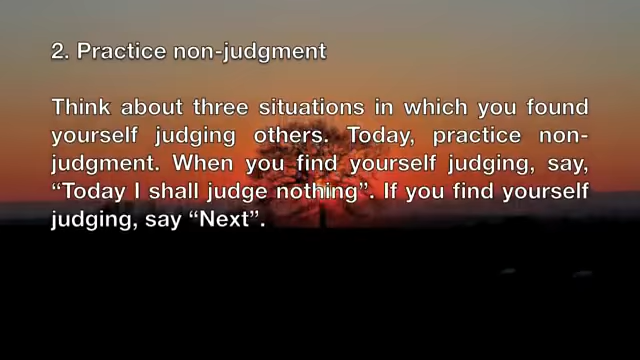 2. Practice non-judgment
Think about three situations in which you found
yourself judging others. Today, practice non-
judgment. When you find yourself judging, say,
“Today I shall judge nothing”. If you find yourself
judging, say “Next”.